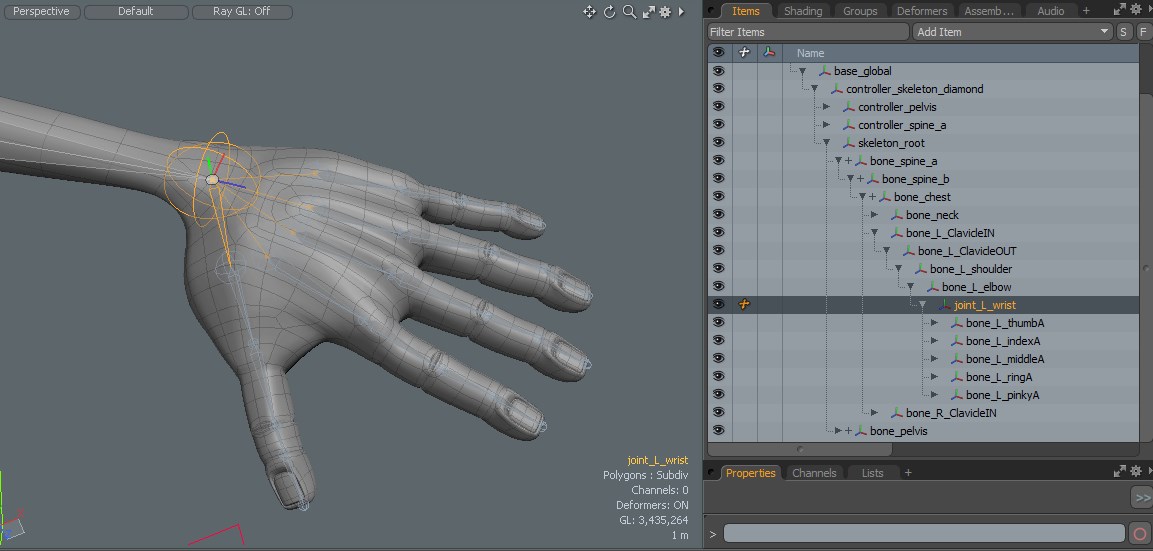 Perspective Default Ray GL: Off
Items Shading Groups Deformers Assemb... Audio +
Filter Items Add Item S F
Name
base_global
controller_skeleton_diamond
controller_pelvis
controller_spine_a
skeleton_root
+ bone_spine_a
+ bone_spine_b
+ bone_chest
bone_neck
bone_L_ClavicleIN
bone_L_ClavicleOUT
bone_L_shoulder
bone_L_elbow
joint_L_wrist
bone_L_thumbA
bone_L_indexA
bone_L_middleA
bone_L_ringA
bone_L_pinkyA
bone_R_ClavicleIN
+ bone_pelvis
joint_L_wrist
Polygons : Subdiv
Channels: 0
Deformers: ON
GL: 3,435,264
1 m
Properties Channels Lists +
>>
>